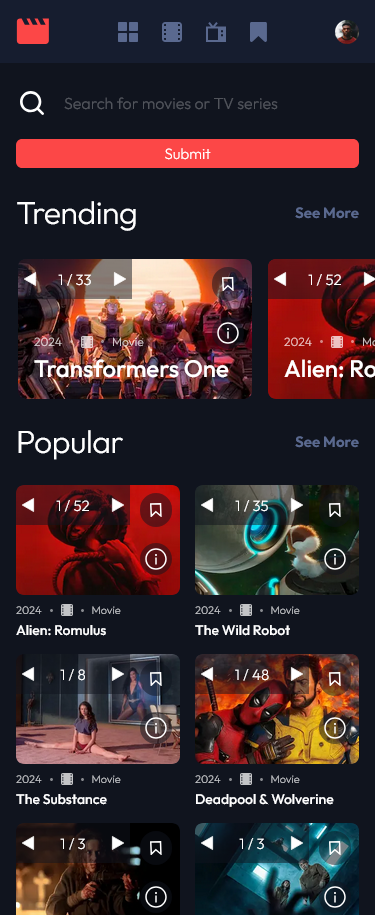 Search for movies or TV series
Submit
Trending
See More
1 / 33
1 / 52
2024 • Movie
2024 •
Transformers One
Alien: Ro
Popular
See More
1 / 52
1 / 35
2024 • Movie
2024 • Movie
Alien: Romulus
The Wild Robot
1 / 8
1 / 48
2024 • Movie
2024 • Movie
The Substance
Deadpool & Wolverine
1 / 3
1 / 3